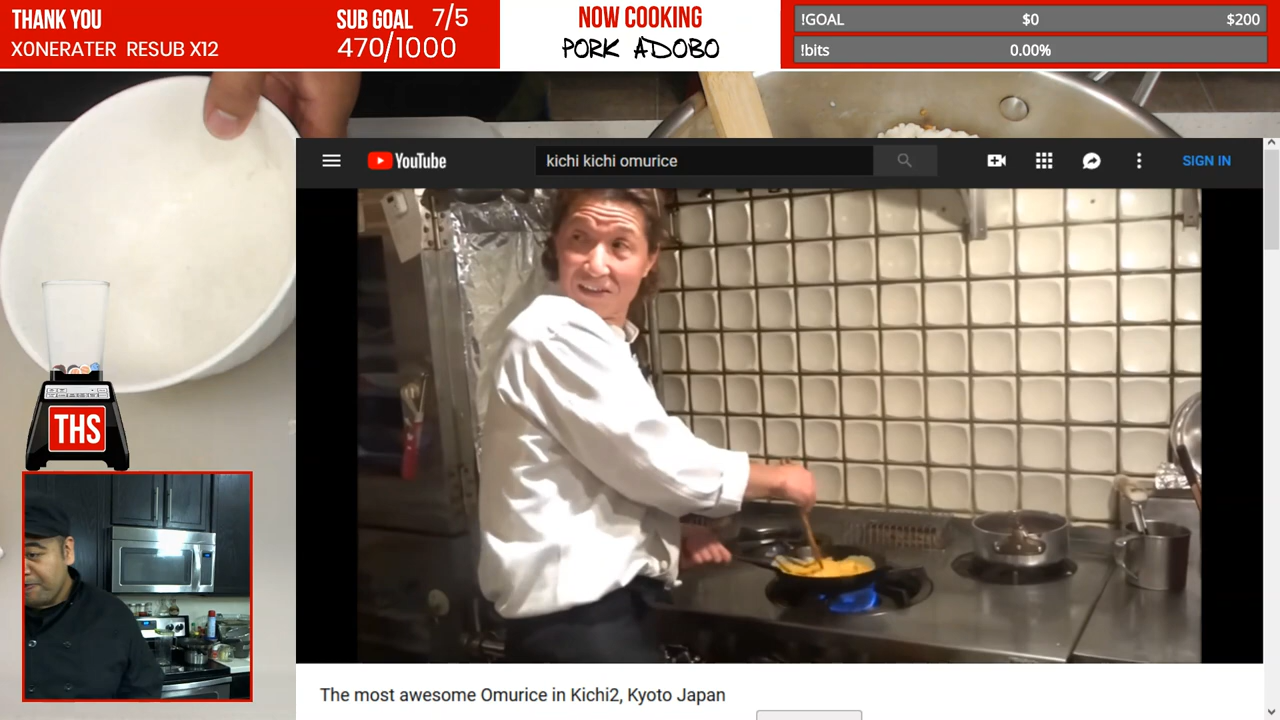 THANK YOU
XONERATER RESUB X12
SUB GOAL 7/5
470/1000
NOW COOKING
PORK ADOBO
!GOAL $0 $200
!bits 0.00%
YouTube
kichi kichi omurice
SIGN IN
THS
The most awesome Omurice in Kichi2, Kyoto Japan